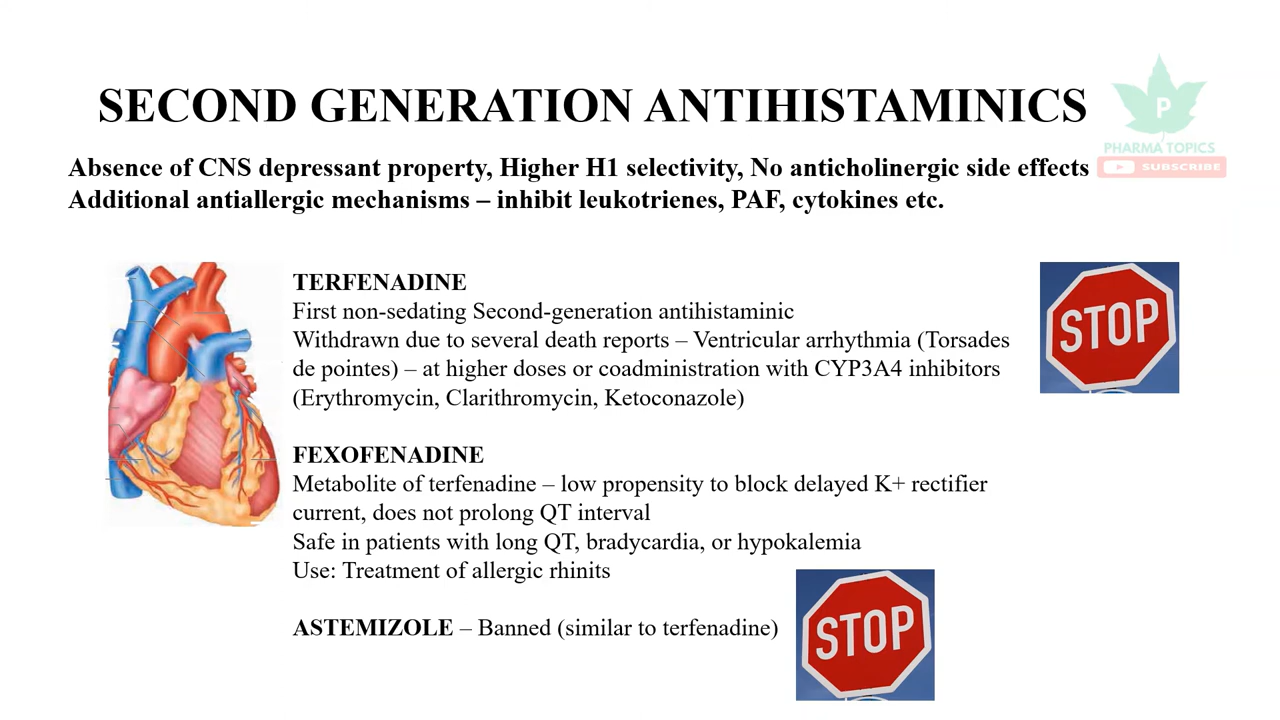 SECOND GENERATION ANTIHISTAMINICS
P
PHARMA TOPICS
SUBSCRIBE
Absence of CNS depressant property, Higher H1 selectivity, No anticholinergic side effects
Additional antiallergic mechanisms – inhibit leukotrienes, PAF, cytokines etc.
TERFENADINE
First non-sedating Second-generation antihistaminic
Withdrawn due to several death reports – Ventricular arrhythmia (Torsades
de pointes) – at higher doses or coadministration with CYP3A4 inhibitors
(Erythromycin, Clarithromycin, Ketoconazole)
STOP
FEXOFENADINE
Metabolite of terfenadine – low propensity to block delayed K+ rectifier
current, does not prolong QT interval
Safe in patients with long QT, bradycardia, or hypokalemia
Use: Treatment of allergic rhinits
ASTEMIZOLE – Banned (similar to terfenadine)
STOP